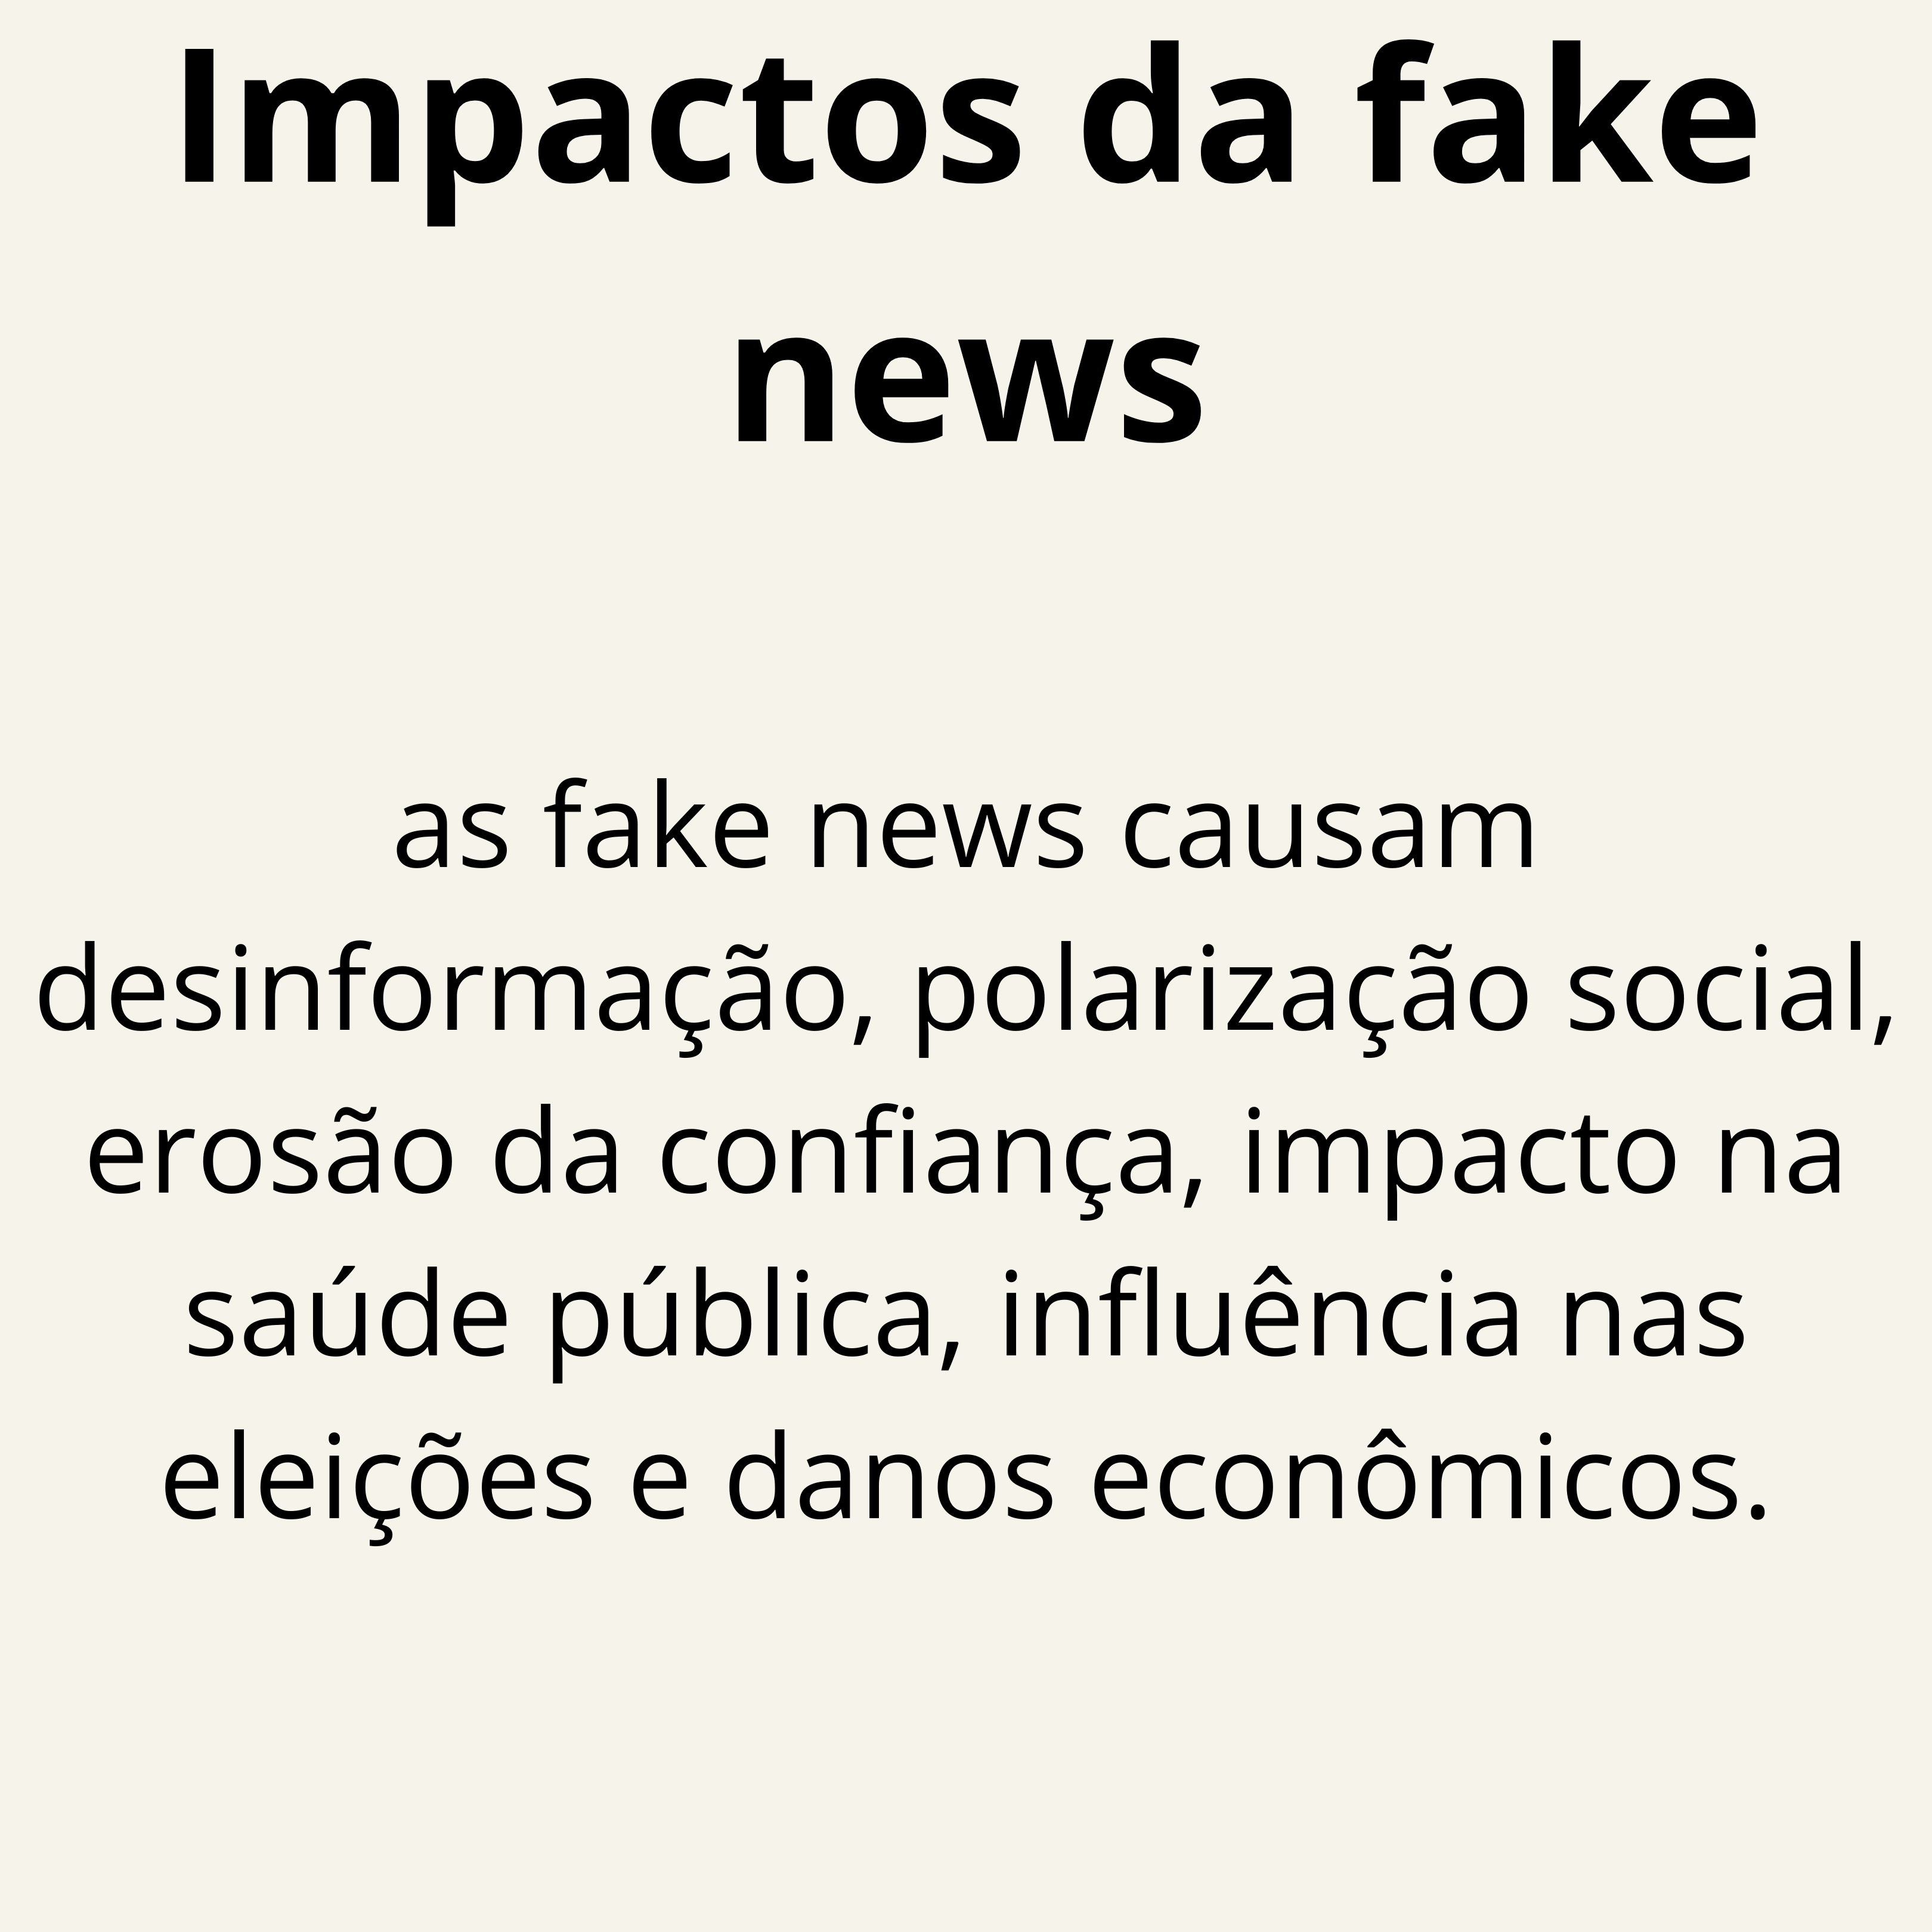 Impactos da fake
news
as fake news causam
desinformação, polarização social,
erosão da confiança, impacto na
saúde pública, influência nas
eleições e danos econômicos.